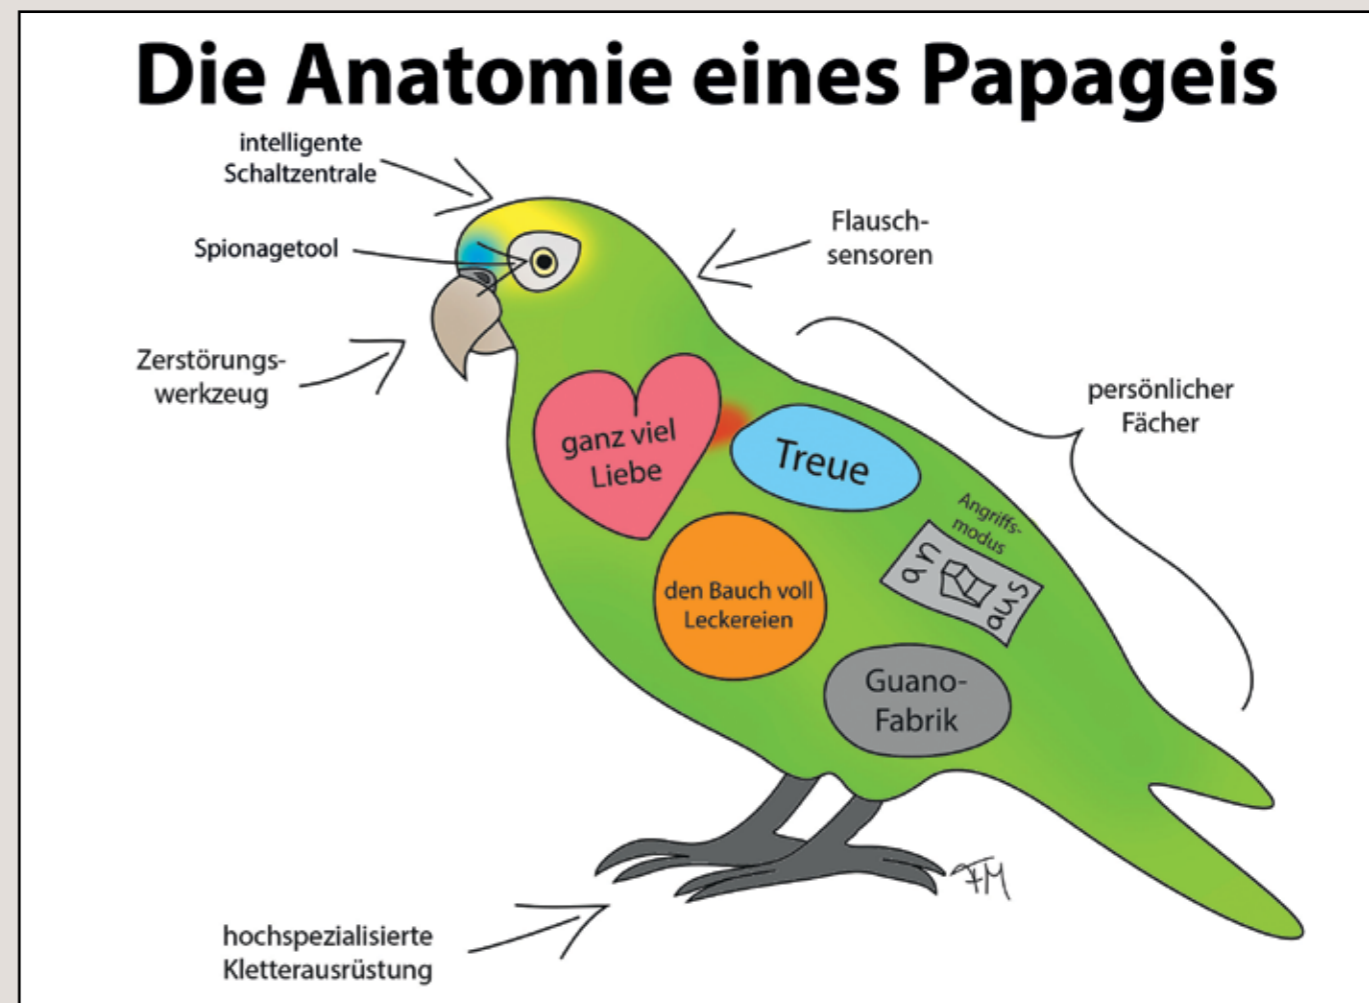 Die Anatomie eines Papageis
intelligente
Schaltzentrale
Spionagetool
Zerstörungs-
werkzeug
Flausch-
sensoren
persönlicher
Fächer
ganz viel
Liebe
Treue
Angriffs-
modus
an
aus
den Bauch voll
Leckereien
Guano-
Fabrik
FM
hochspezialisierte
Kletterausrüstung